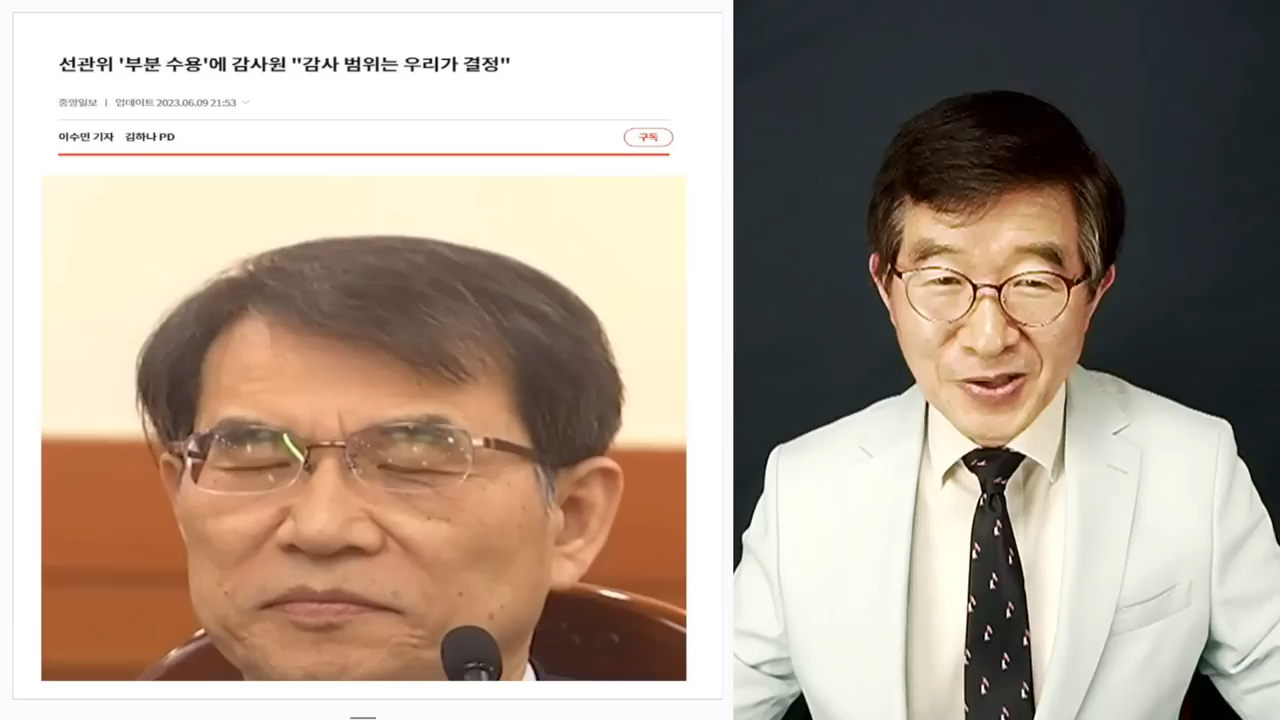 선관위 '부분 수용'에 감사원 "감사 범위는 우리가 결정"
중앙일보 | 업데이트 2023.06.09 21:53
이수민 기자 김하나 PD
구독